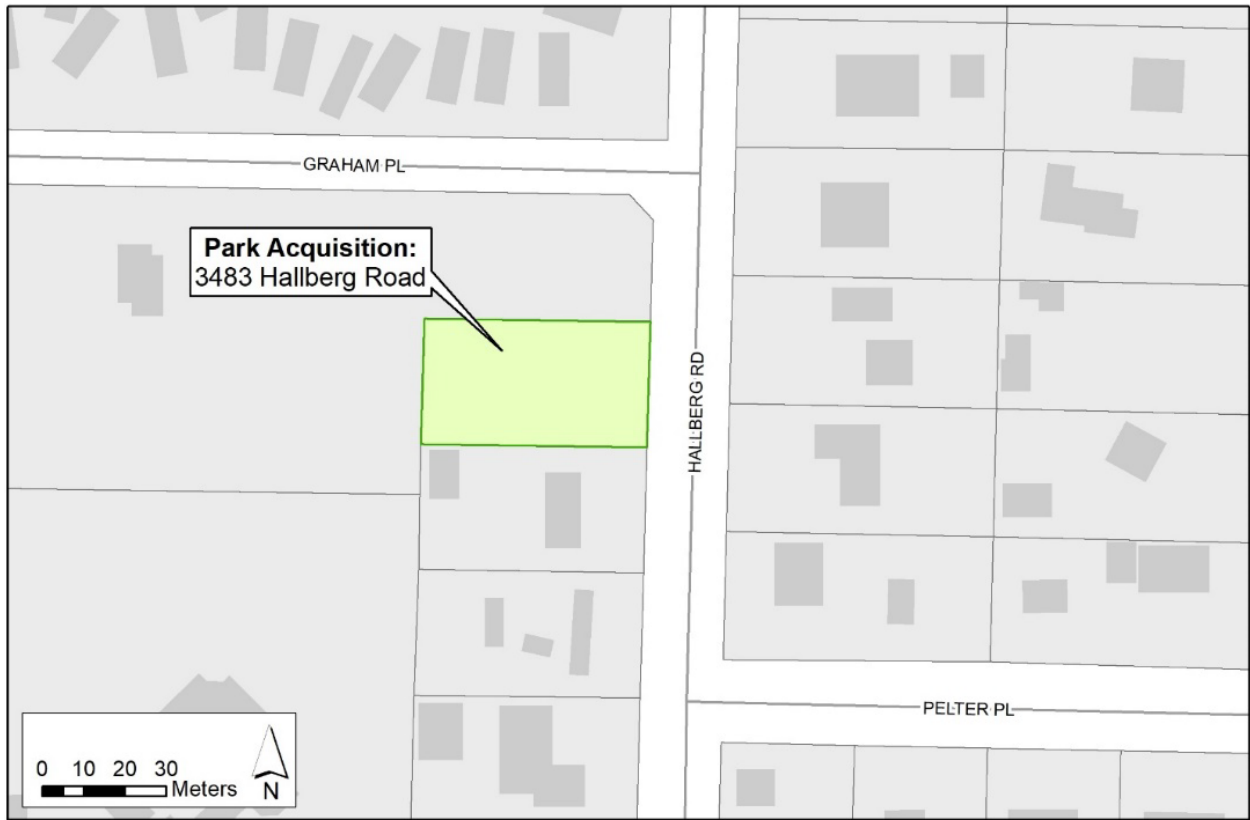 GRAHAM PL
Park Acquisition:
3483 Hallberg Road
HALLBERG RD
PELTER PL
0 10 20 30
Meters
N